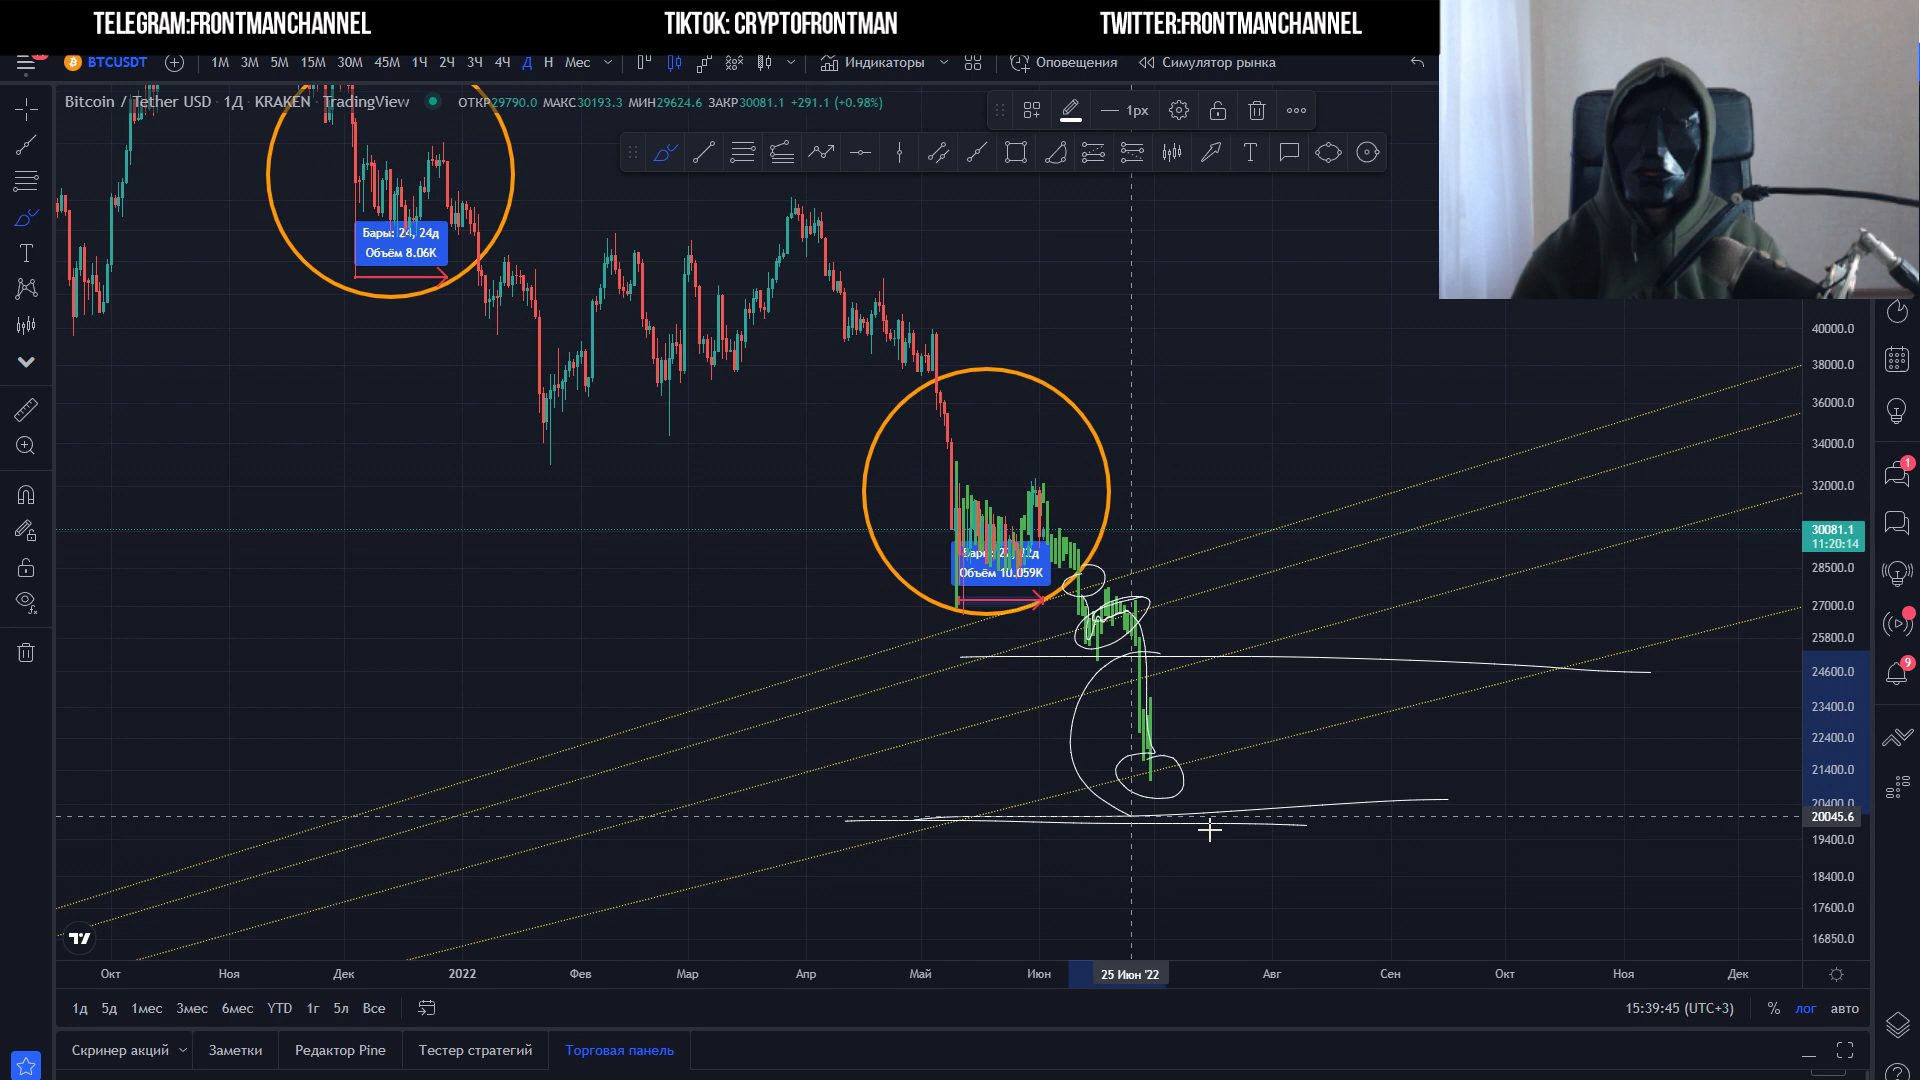 TELEGRAM:FRONTMANCHANNEL TIKTOK: CRYPTOFRONTMAN TWITTER:FRONTMANCHANNEL
BTCUSDT 1М 3М 5М 15М 30М 45М 1Ч 2Ч 3Ч 4Ч Д Н Мес Индикаторы Оповещения Симулятор рынка
Bitcoin / Tether USD · 1Д · KRAKEN · TradingView ОТКР29790.0 МАКС30193.3 МИН29624.6 ЗАКР30081.1 +291.1 (+0.98%)
1px
T
Бары: 24, 24д
Объём 8.06K
Объём 10.059K
40000.0
38000.0
36000.0
34000.0
32000.0
30081.1
11:20:14
28500.0
27000.0
25800.0
24600.0
23400.0
22400.0
21400.0
20400.0
20045.6
19400.0
18400.0
17600.0
16850.0
1
9
Окт Ноя Дек 2022 Фев Мар Апр Май Июн 25 Июн '22 Авг Сен Окт Ноя Дек
1д 5д 1мес 3мес 6мес YTD 1г 5л Все 15:39:45 (UTC+3) % лог авто
Скринер акций Заметки Редактор Pine Тестер стратегий Торговая панель